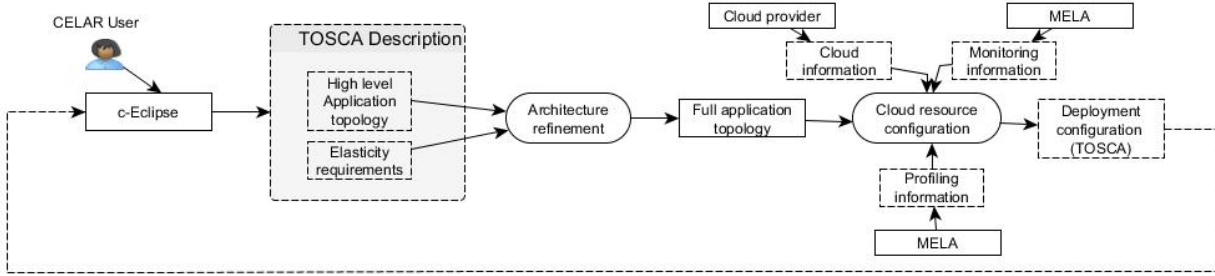 CELAR User
c-Eclipse
TOSCA Description
High level
Application
topology
Elasticity
requirements
Architecture
refinement
Full application
topology
Cloud provider
Cloud
information
MELA
Monitoring
information
Cloud resource
configuration
Profiling
information
MELA
Deployment
configuration
(TOSCA)